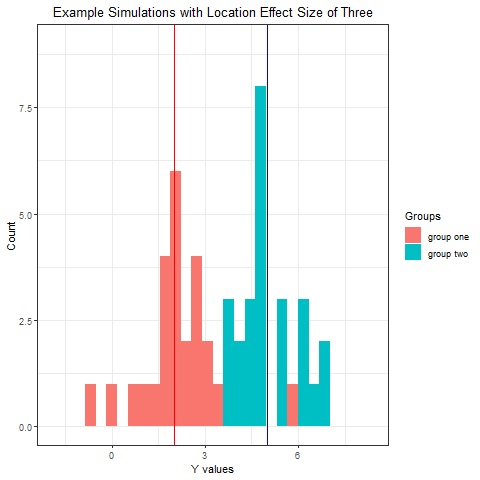 Example Simulations with Location Effect Size of Three
7.5
5.0
2.5
0.0
Count
0 3 6
Y values
Groups
group one
group two